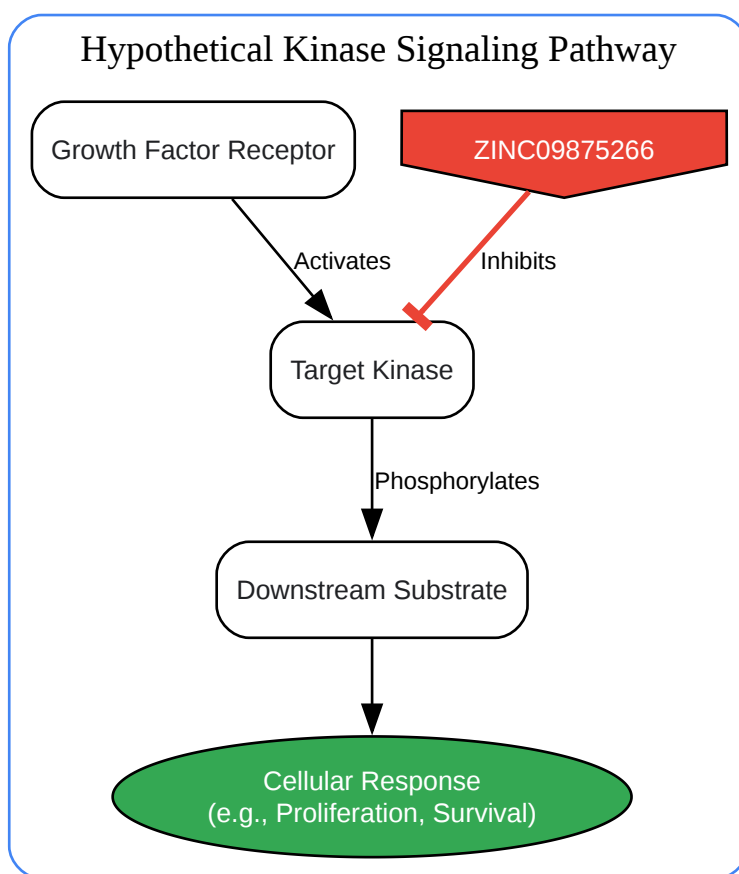 Hypothetical Kinase Signaling Pathway
Growth Factor Receptor
ZINC09875266
Activates
Inhibits
Target Kinase
Phosphorylates
Downstream Substrate
Cellular Response
(e.g., Proliferation, Survival)